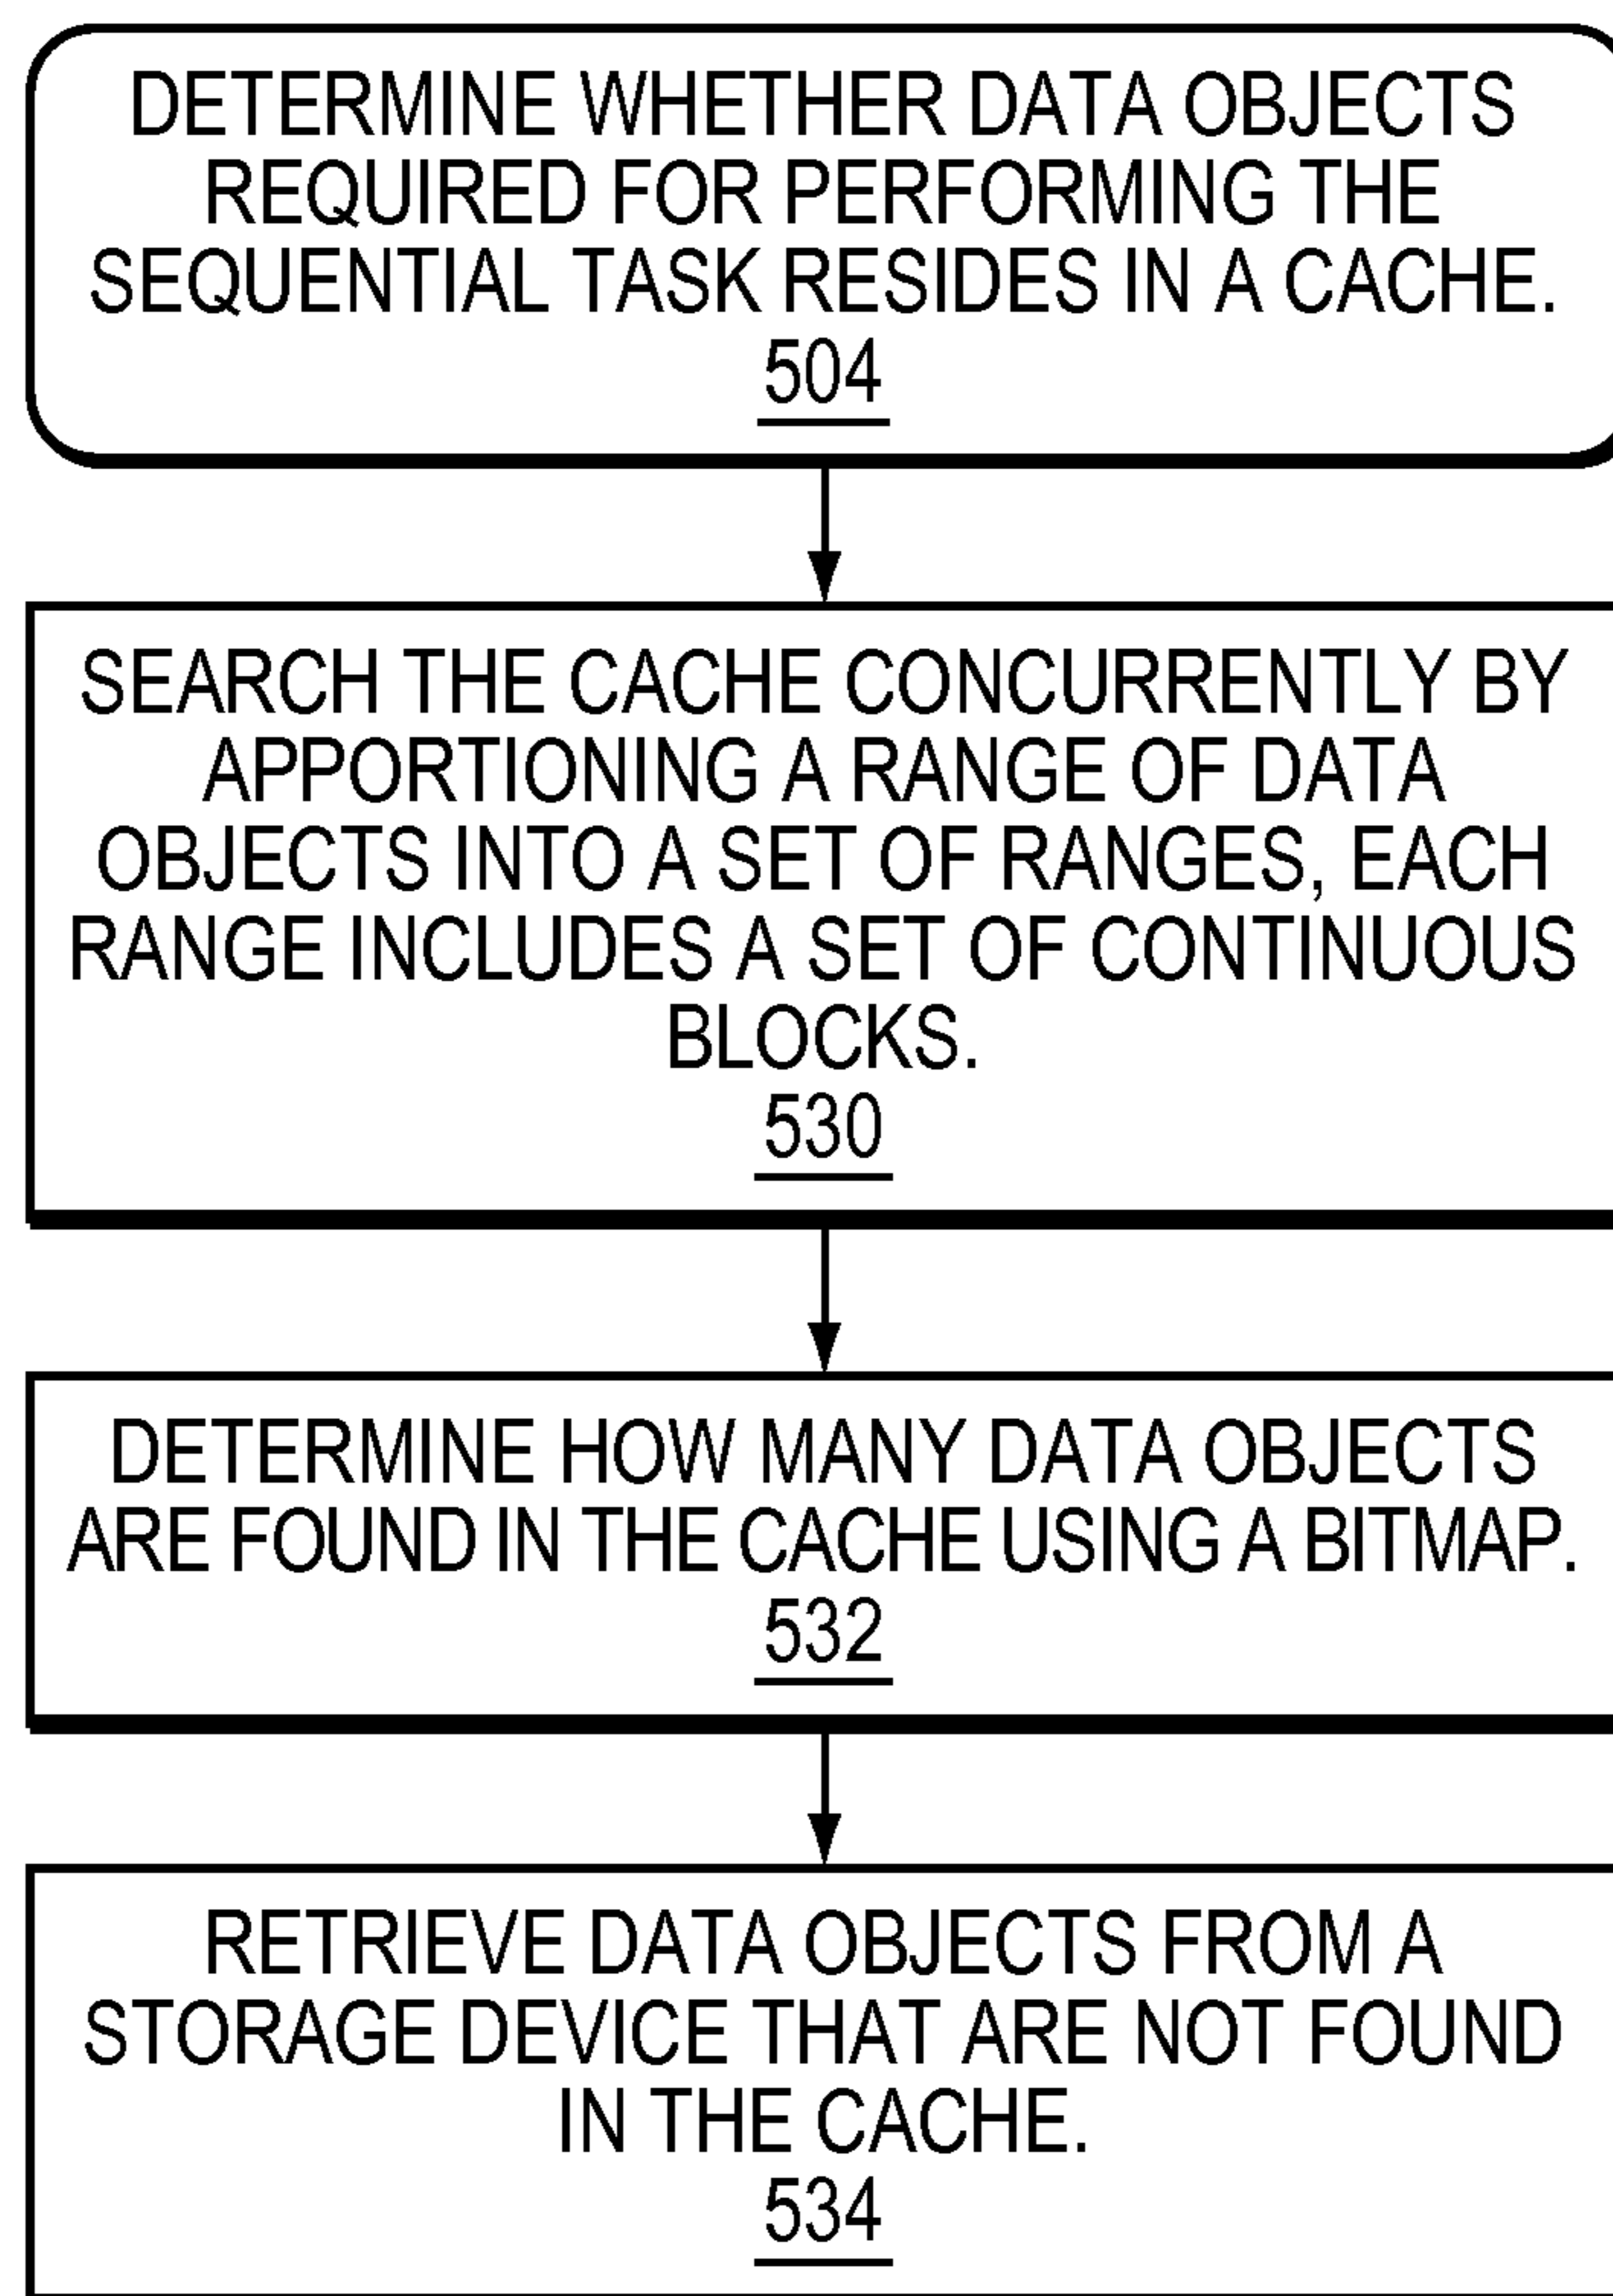 DETERMINE WHETHER DATA OBJECTS
REQUIRED FOR PERFORMING THE
SEQUENTIAL TASK RESIDES IN A CACHE.
504
SEARCH THE CACHE CONCURRENTLY BY
APPORTIONING A RANGE OF DATA
OBJECTS INTO A SET OF RANGES, EACH
RANGE INCLUDES A SET OF CONTINUOUS
BLOCKS.
530
DETERMINE HOW MANY DATA OBJECTS
ARE FOUND IN THE CACHE USING A BITMAP.
532
RETRIEVE DATA OBJECTS FROM A
STORAGE DEVICE THAT ARE NOT FOUND
IN THE CACHE.
534